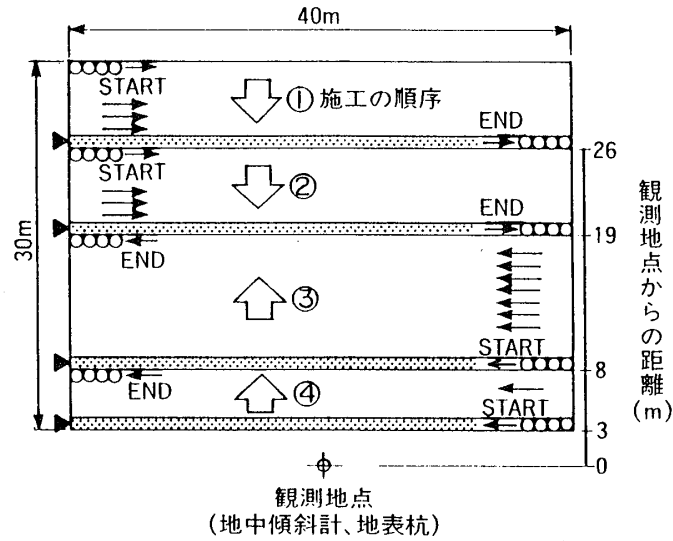 40m
START
①施工の順序
END
26
START
②
END
30m
19
END
③
START
8
END
④
START
3
0
観測地点からの距離(m)
観測地点
(地中傾斜計、地表杭)